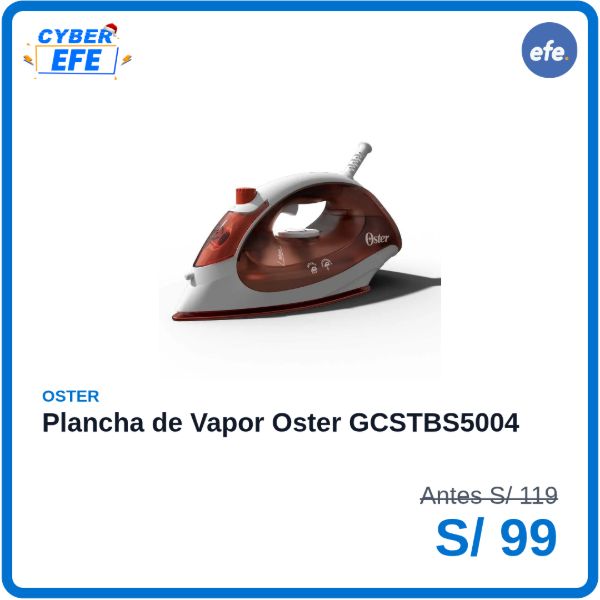 CYBER
EFE
efe.
Oster
OSTER
Plancha de Vapor Oster GCSTBS5004
Antes S/ 119
S/ 99